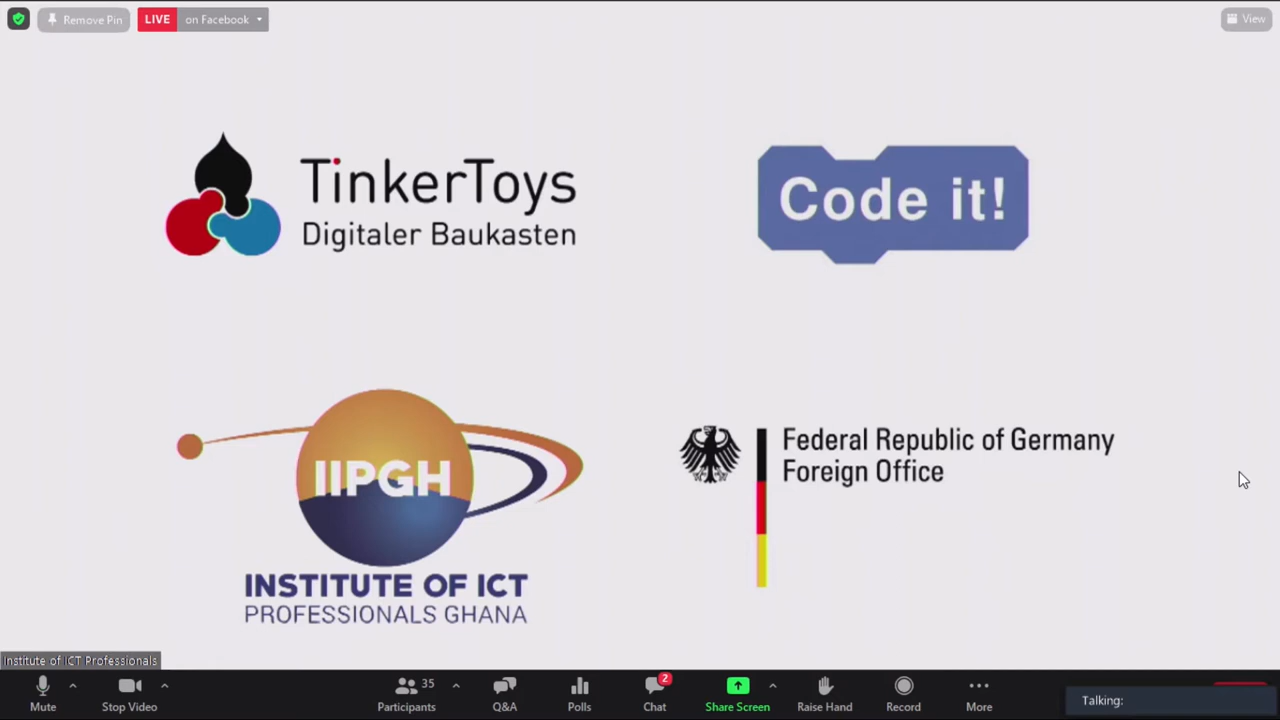 Remove Pin
LIVE
on Facebook
View
TinkerToys
Digitaler Baukasten
Code it!
IIPGH
INSTITUTE OF ICT
PROFESSIONALS GHANA
Federal Republic of Germany
Foreign Office
Institute of ICT Professionals
Mute
Stop Video
35
Participants
Q&A
Polls
2
Chat
Share Screen
Raise Hand
Record
More
Talking: